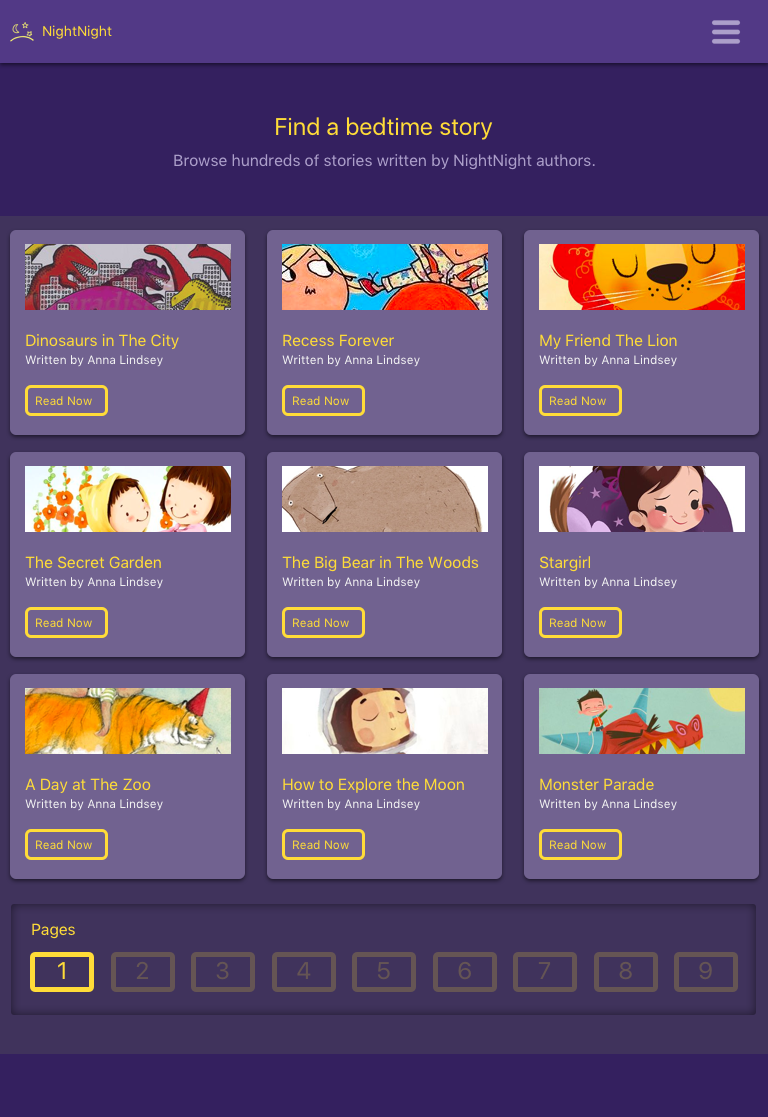 NightNight
Find a bedtime story
Browse hundreds of stories written by NightNight authors.
Dinosaurs in The City
Written by Anna Lindsey
Read Now
Recess Forever
Written by Anna Lindsey
Read Now
My Friend The Lion
Written by Anna Lindsey
Read Now
The Secret Garden
Written by Anna Lindsey
Read Now
The Big Bear in The Woods
Written by Anna Lindsey
Read Now
Stargirl
Written by Anna Lindsey
Read Now
A Day at The Zoo
Written by Anna Lindsey
Read Now
How to Explore the Moon
Written by Anna Lindsey
Read Now
Monster Parade
Written by Anna Lindsey
Read Now
Pages
1 2 3 4 5 6 7 8 9